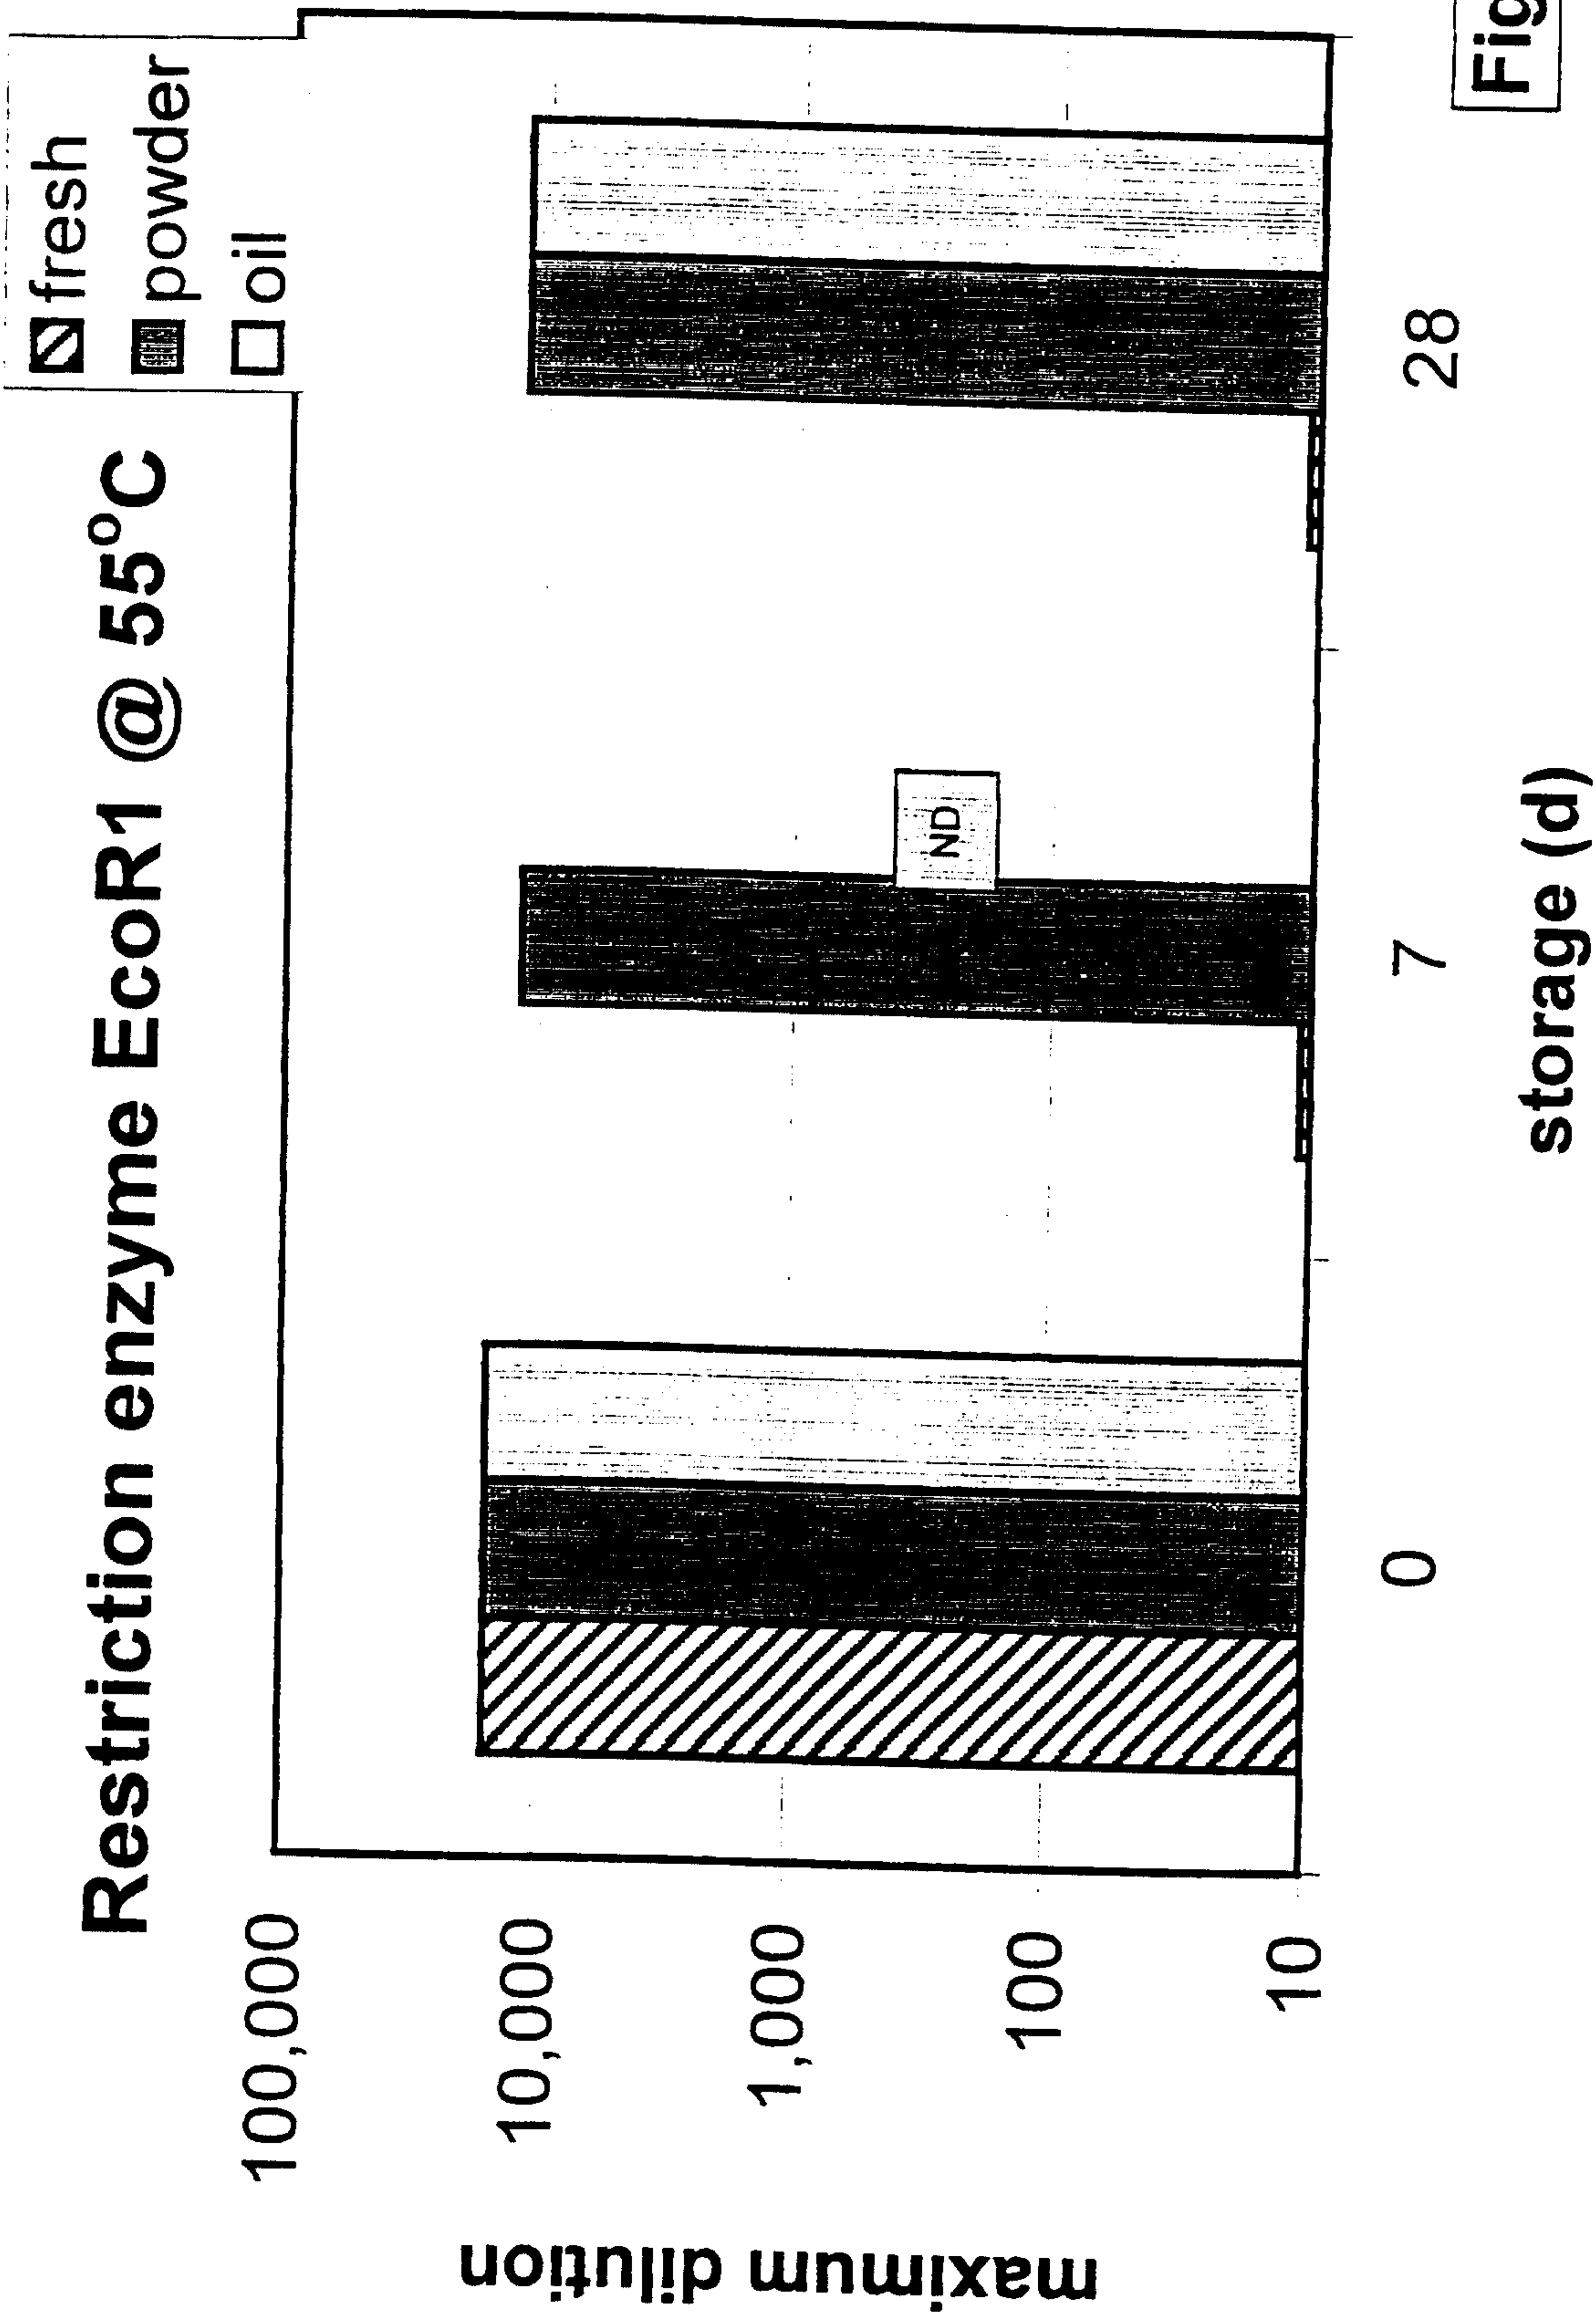 Restriction enzyme EcoR1 @ 55°C
fresh
powder
oil
maximum dilution
100,000
10,000
1,000
100
10
ND
0
7
28
storage (d)
Fig